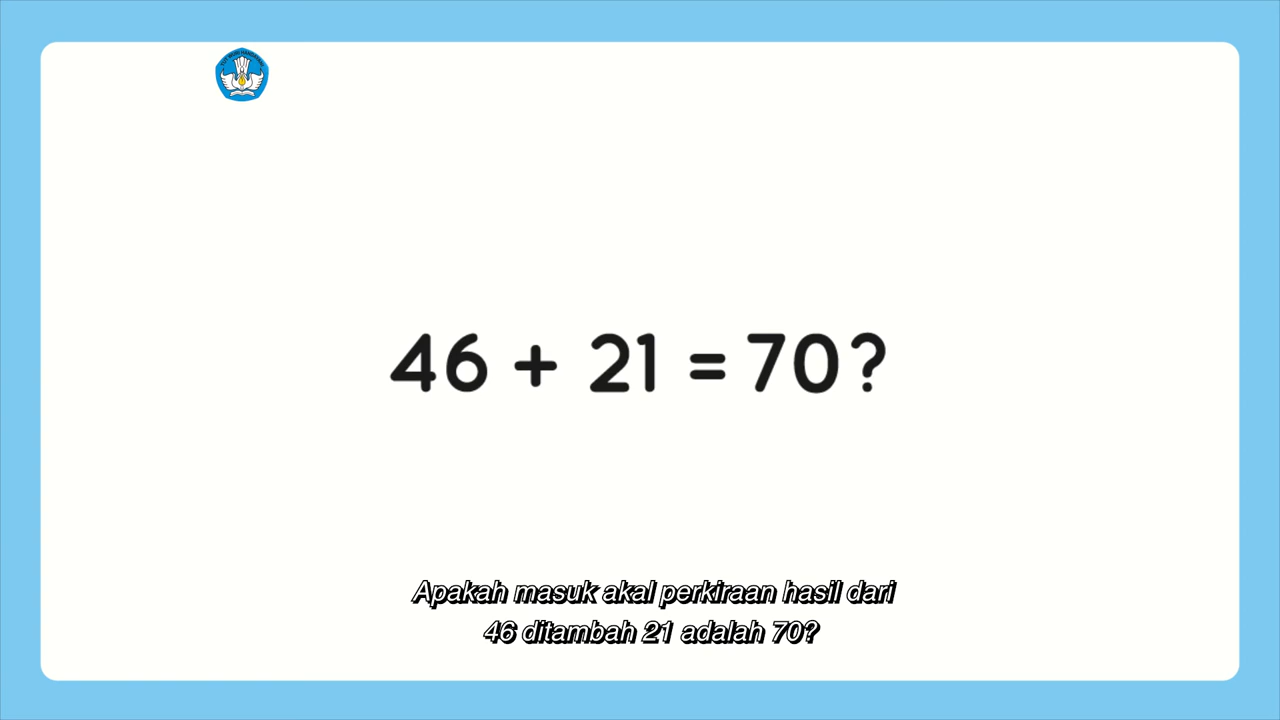 46 + 21 = 70?
Apakah masuk akal perkiraan hasil dari
46 ditambah 21 adalah 70?